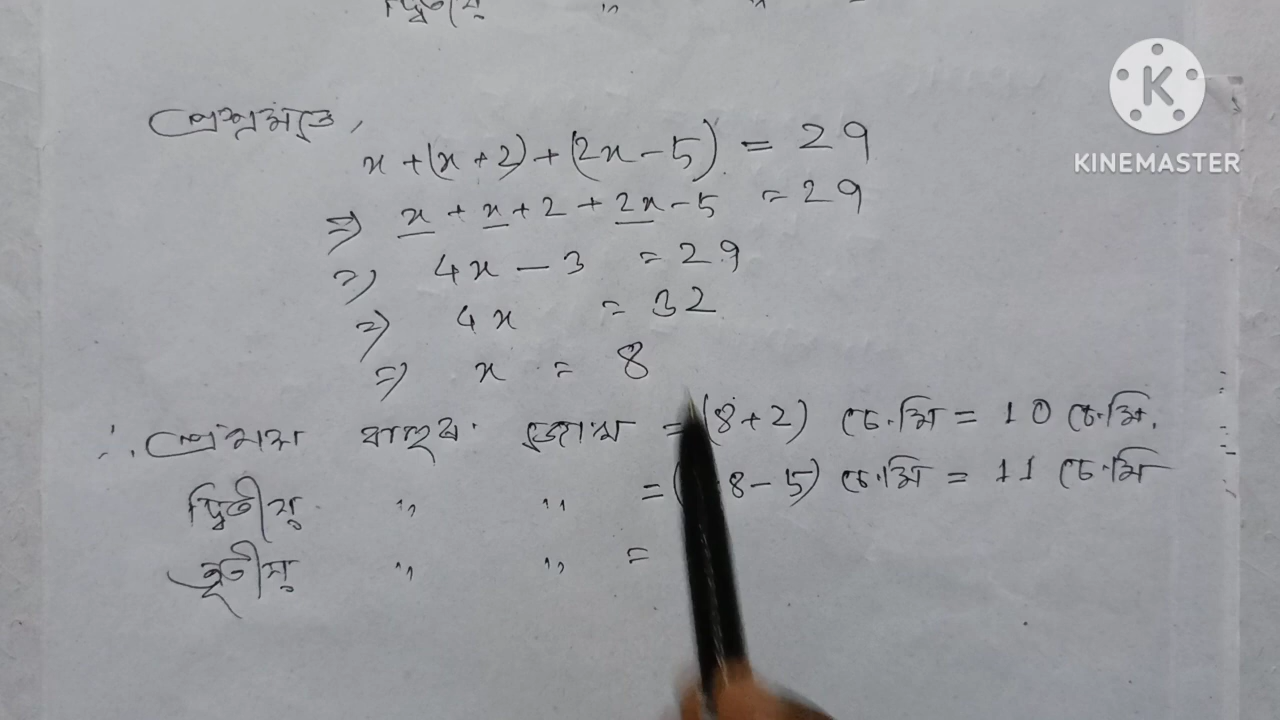 দ্বিতীয় " "
প্রশ্নমতে,
x + (x + 2) + (2x - 5) = 29
⇒ x + x + 2 + 2x - 5 = 29
⇒ 4x - 3 = 29
⇒ 4x = 32
⇒ x = 8
∴ প্রথম বাহুর = (8 + 2) সে.মি = 10 সে.মি.
দ্বিতীয় " " = ( 8 - 5) সে.মি = 11 সে.মি
তৃতীয় " " =
K
KINEMASTER